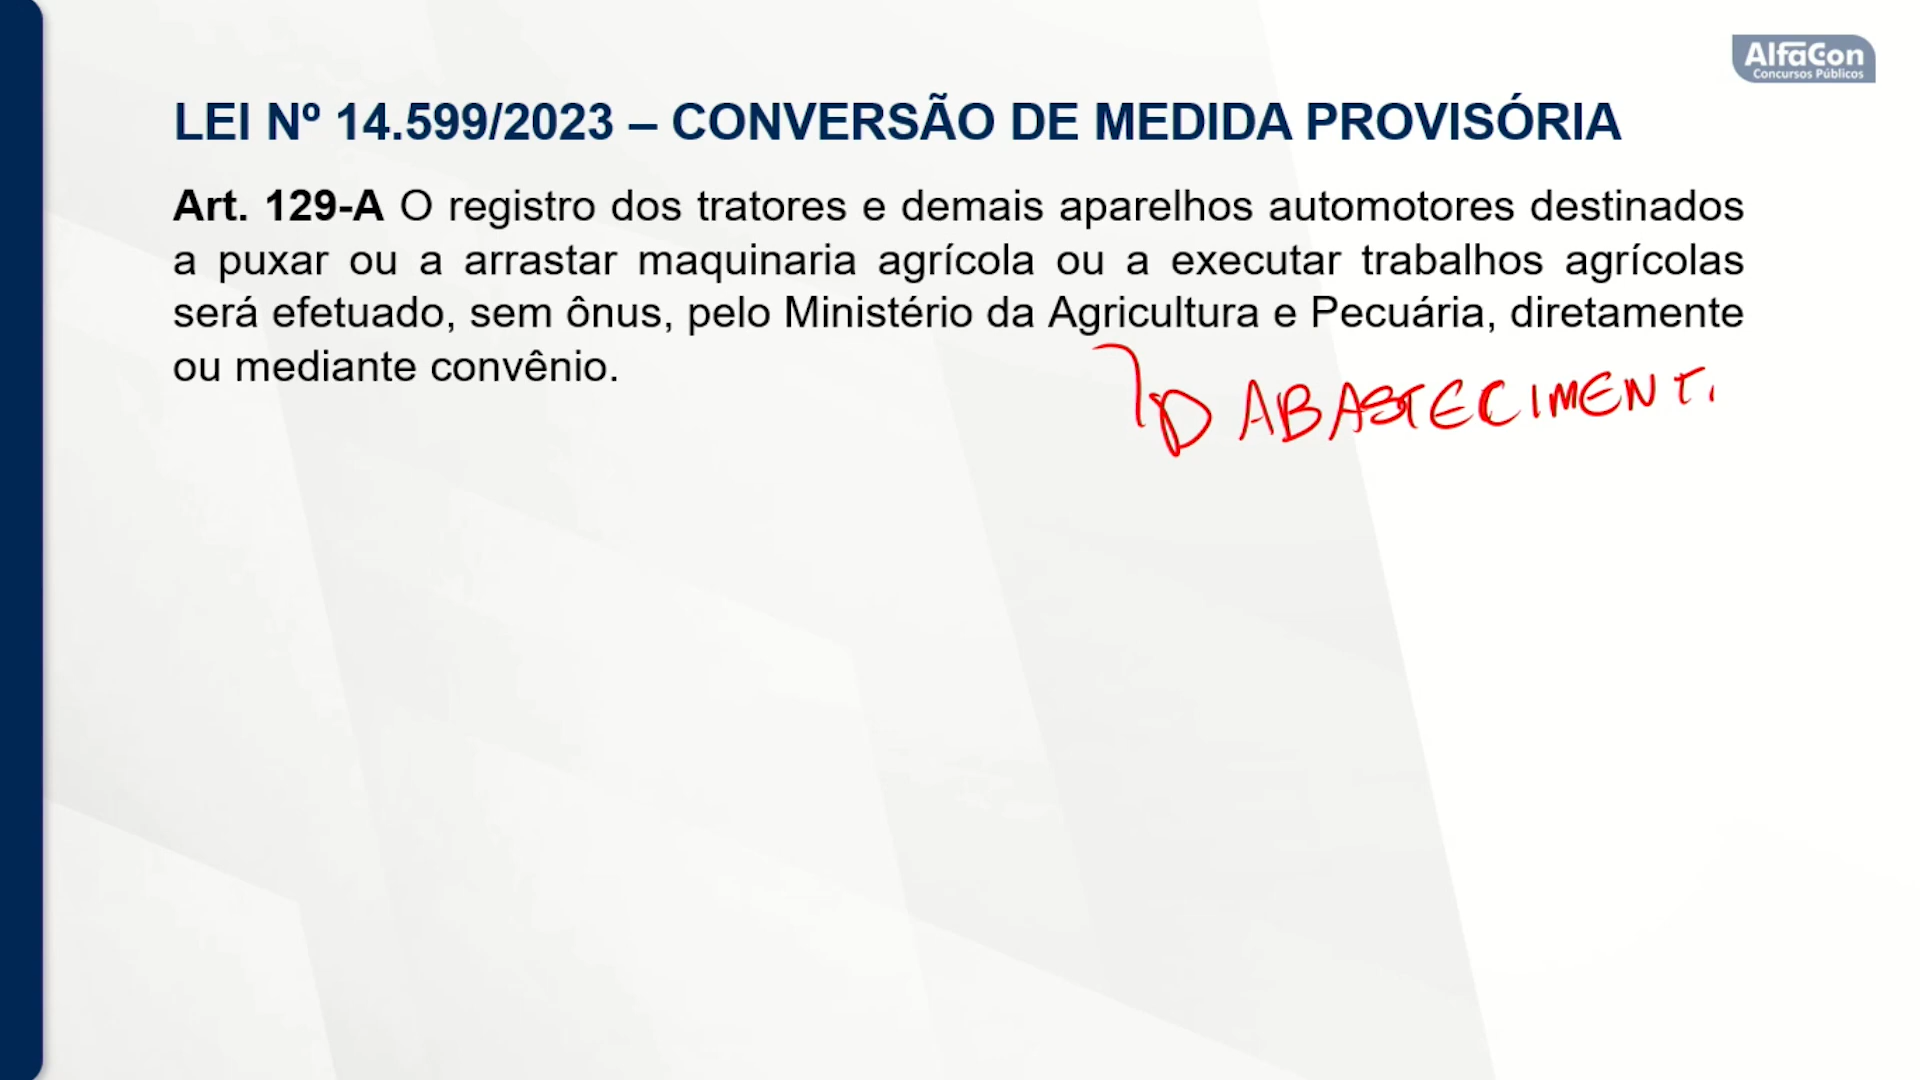 AlfaCon
Concursos Públicos
LEI Nº 14.599/2023 – CONVERSÃO DE MEDIDA PROVISÓRIA
Art. 129-A O registro dos tratores e demais aparelhos automotores destinados
a puxar ou a arrastar maquinaria agrícola ou a executar trabalhos agrícolas
será efetuado, sem ônus, pelo Ministério da Agricultura e Pecuária, diretamente
ou mediante convênio.
ABASTECIMENT.